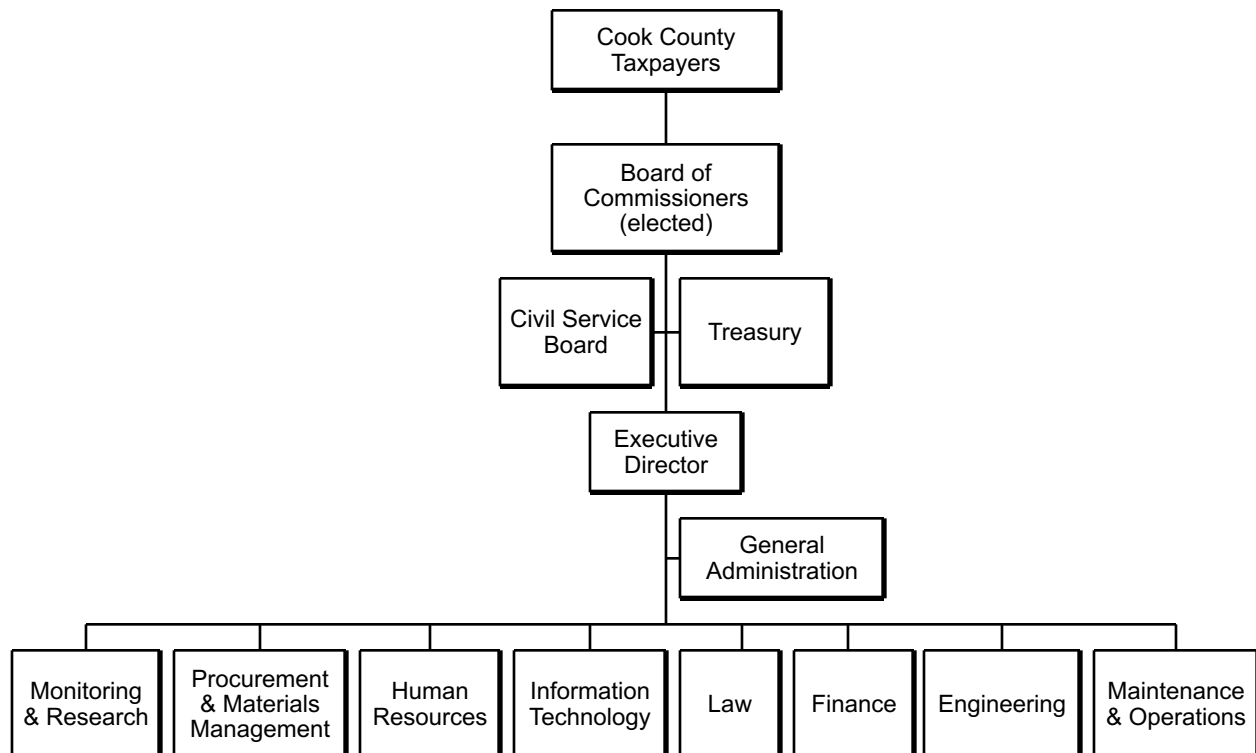 Cook County
Taxpayers
Board of
Commissioners
(elected)
Civil Service
Board
Treasury
Executive
Director
General
Administration
Monitoring
& Research
Procurement
& Materials
Management
Human
Resources
Information
Technology
Law
Finance
Engineering
Maintenance
& Operations